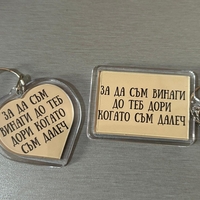 ЗА ДА СЪМ
ВИНАГИ ДО ТЕБ
ДОРИ КОГАТО
СЪМ ДАЛЕЧ
ЗА ДА СЪМ ВИНАГИ
ДО ТЕБ ДОРИ
КОГАТО СЪМ ДАЛЕЧ